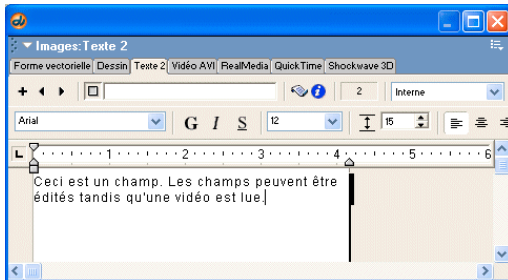 Images:Texte 2
Forme vectorielle Dessin Texte 2 Vidéo AVI RealMedia QuickTime Shockwave 3D
2 Interne
Arial G I S 12 15
1 2 3 4 5 6
Ceci est un champ. Les champs peuvent être
édités tandis qu'une vidéo est lue.